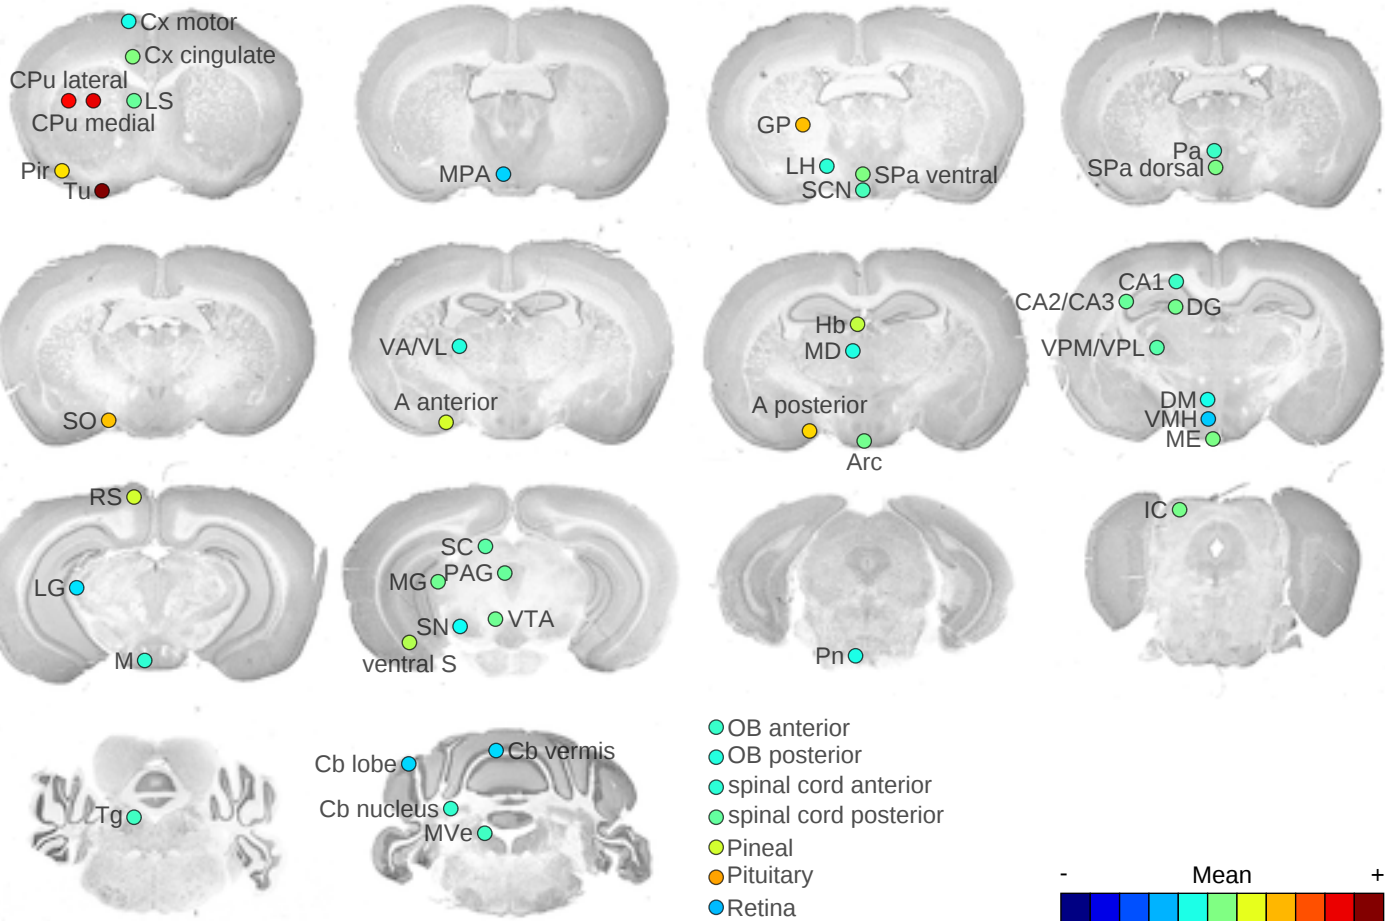 Cx motor
Cx cingulate
CPu lateral
LS
CPu medial
Pir
Tu
MPA
GP
LH
SPa ventral
SCN
Pa
SPa dorsal
SO
VA/VL
A anterior
Hb
MD
A posterior
Arc
CA1
CA2/CA3
DG
VPM/VPL
DM
VMH
ME
RS
LG
M
SC
MG
PAG
SN
VTA
ventral S
Pn
IC
Tg
Cb lobe
Cb vermis
Cb nucleus
MVe
OB anterior
OB posterior
spinal cord anterior
spinal cord posterior
Pineal
Pituitary
Retina
- Mean +